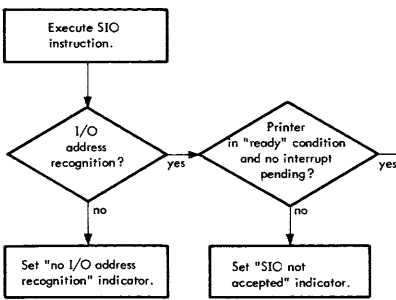 Execute SIO
instruction.
I/O
address
recognition?
yes
no
Printer
in "ready" condition
and no interrupt
pending?
yes
no
Set "no I/O address
recognition" indicator.
Set "SIO not
accepted" indicator.